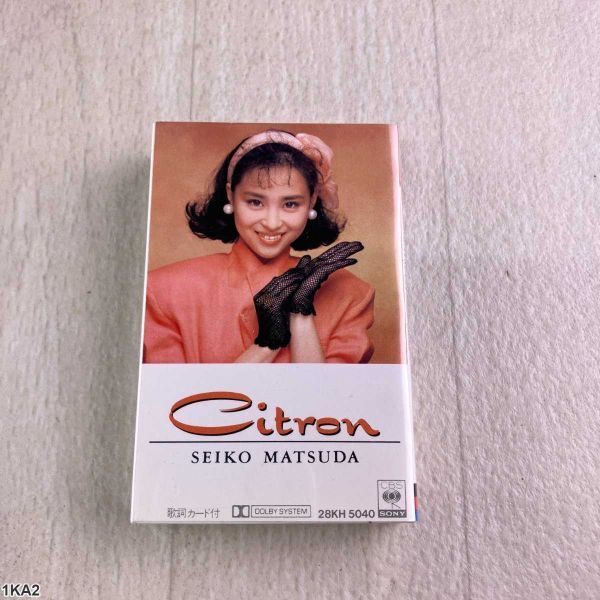 Citron
SEIKO MATSUDA
歌詞カード付 DOLBY SYSTEM 28KH 5040
CBS
SONY
1KA2